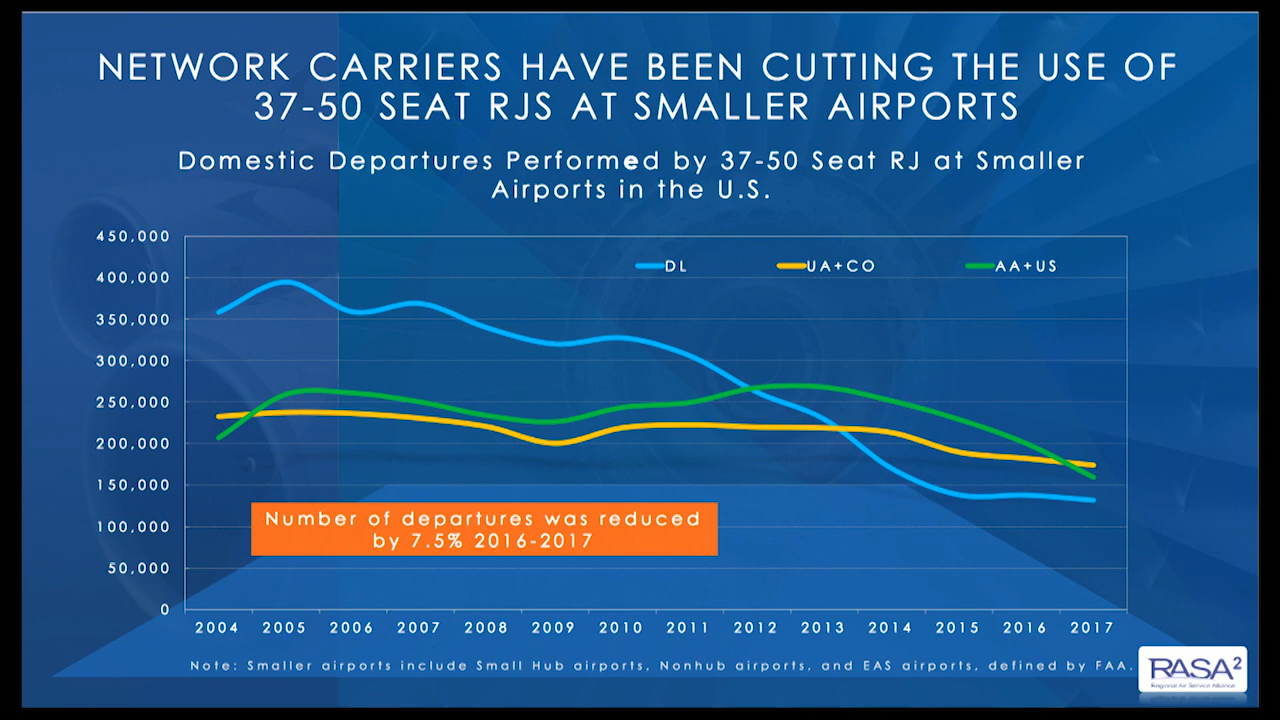 NETWORK CARRIERS HAVE BEEN CUTTING THE USE OF
37-50 SEAT RJS AT SMALLER AIRPORTS
Domestic Departures Performed by 37-50 Seat RJ at Smaller
Airports in the U.S.
450,000
400,000
350,000
300,000
250,000
200,000
150,000
100,000
50,000
0
DL UA+CO AA+US
Number of departures was reduced
by 7.5% 2016-2017
2004 2005 2006 2007 2008 2009 2010 2011 2012 2013 2014 2015 2016 2017
Note: Smaller airports include Small Hub airports, Nonhub airports, and EAS airports, defined by FAA.
RASA²
Regional Air Service Alliance